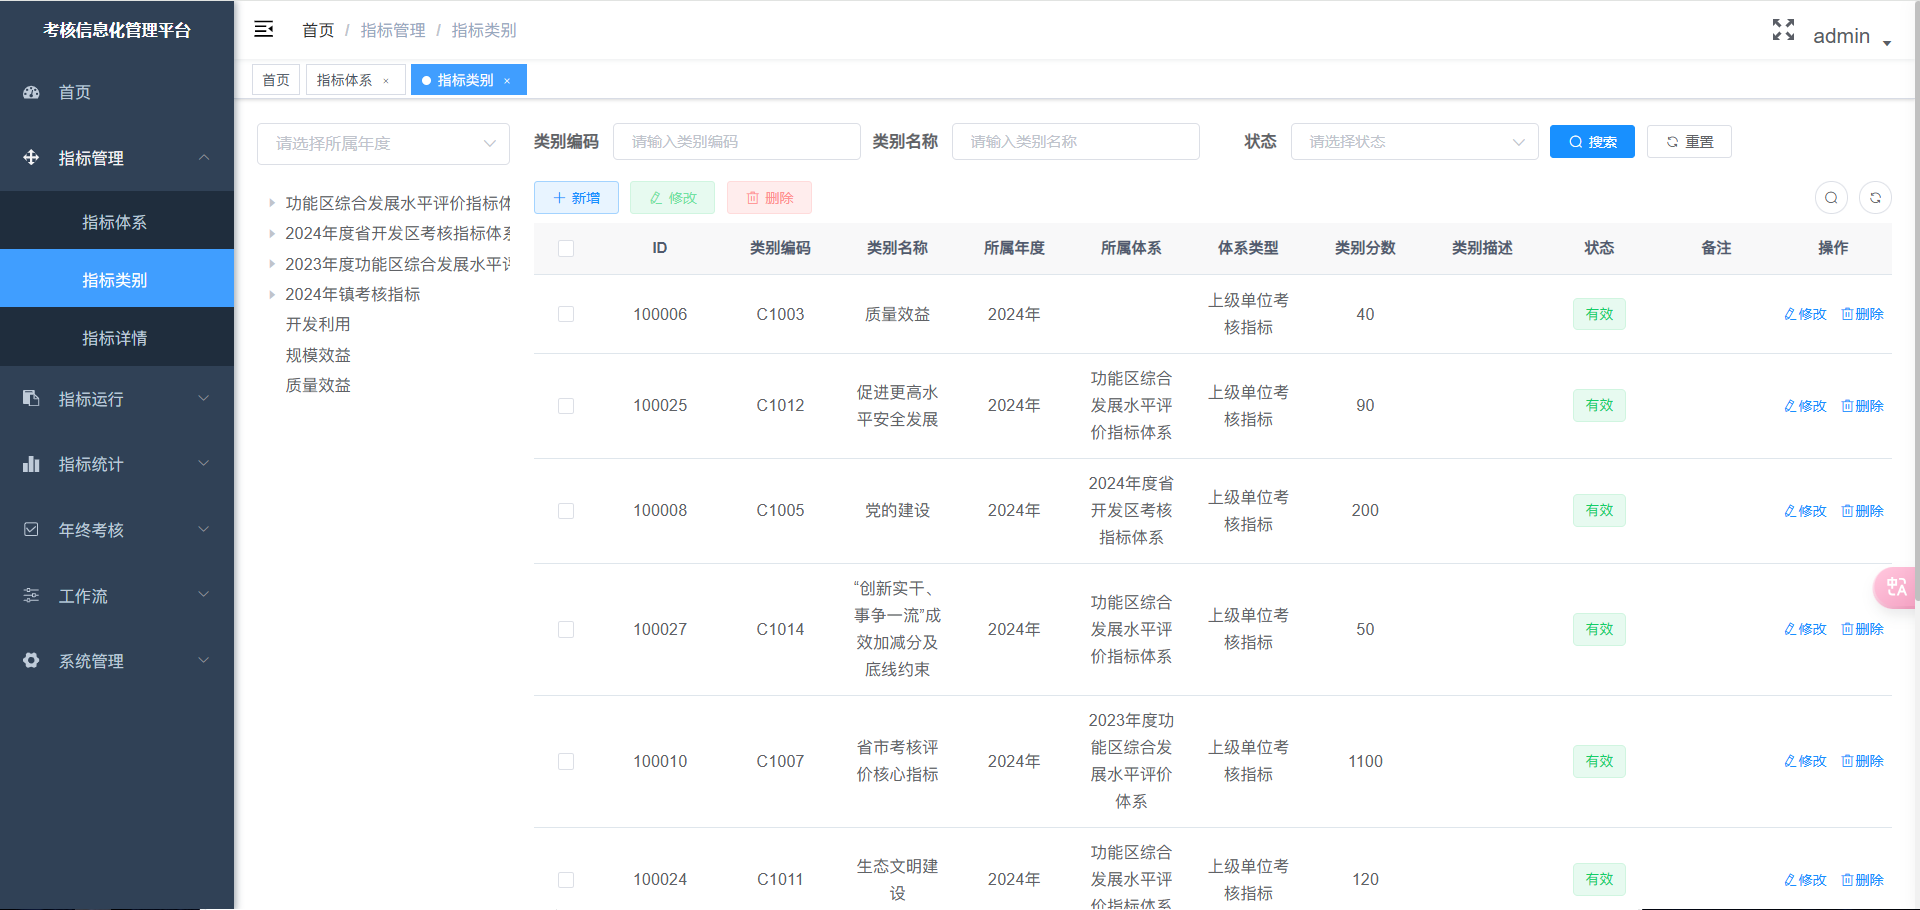 考核信息化管理平台
首页
指标管理
指标体系
指标类别
指标详情
指标运行
指标统计
年终考核
工作流
系统管理
首页 / 指标管理 / 指标类别
admin
首页
指标体系 ×
指标类别 ×
请选择所属年度
功能区综合发展水平评价指标体
2024年度省开发区考核指标体系
2023年度功能区综合发展水平评
2024年镇考核指标
开发利用
规模效益
质量效益
类别编码 请输入类别编码 类别名称 请输入类别名称 状态 请选择状态 搜索 重置
新增 修改 删除
ID 类别编码 类别名称 所属年度 所属体系 体系类型 类别分数 类别描述 状态 备注 操作
100006 C1003 质量效益 2024年 上级单位考核指标 40 有效 修改 删除
100025 C1012 促进更高水平安全发展 2024年 功能区综合发展水平评价指标体系 上级单位考核指标 90 有效 修改 删除
100008 C1005 党的建设 2024年 2024年度省开发区考核指标体系 上级单位考核指标 200 有效 修改 删除
100027 C1014 “创新实干、事争一流”成效加减分及底线约束 2024年 功能区综合发展水平评价指标体系 上级单位考核指标 50 有效 修改 删除
100010 C1007 省市考核评价核心指标 2024年 2023年度功能区综合发展水平评价体系 上级单位考核指标 1100 有效 修改 删除
100024 C1011 生态文明建设 2024年 功能区综合发展水平评价指标体系 上级单位考核指标 120 有效 修改 删除
中A